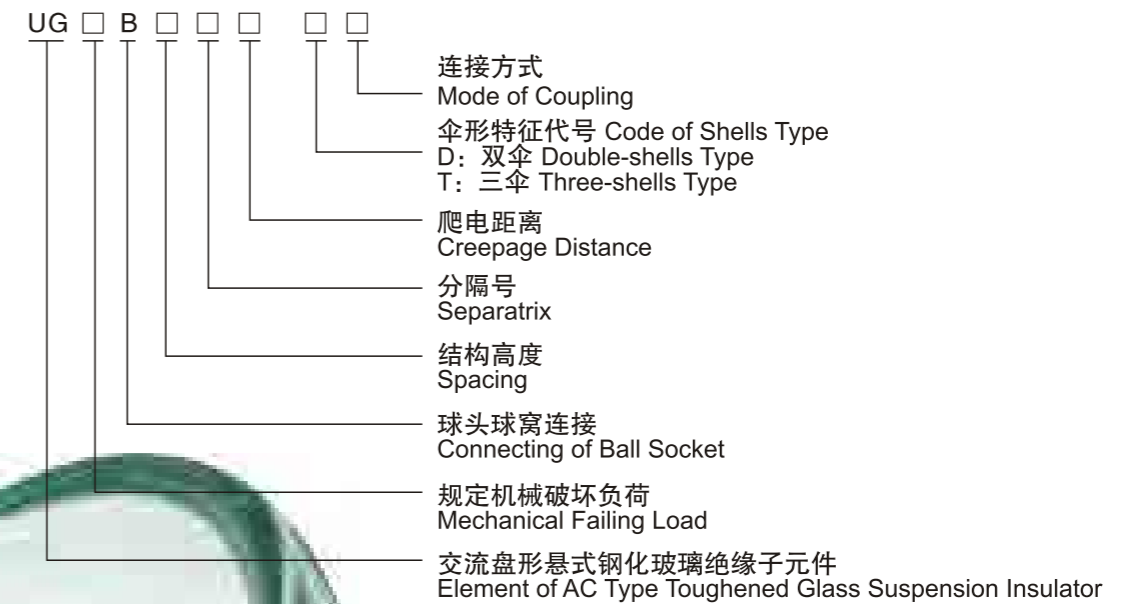 UG □ B □ □ □ □ □
连接方式
Mode of Coupling
伞形特征代号 Code of Shells Type
D：双伞 Double-shells Type
T：三伞 Three-shells Type
爬电距离
Creepage Distance
分隔号
Separatrix
结构高度
Spacing
球头球窝连接
Connecting of Ball Socket
规定机械破坏负荷
Mechanical Failing Load
交流盘形悬式钢化玻璃绝缘子元件
Element of AC Type Toughened Glass Suspension Insulator